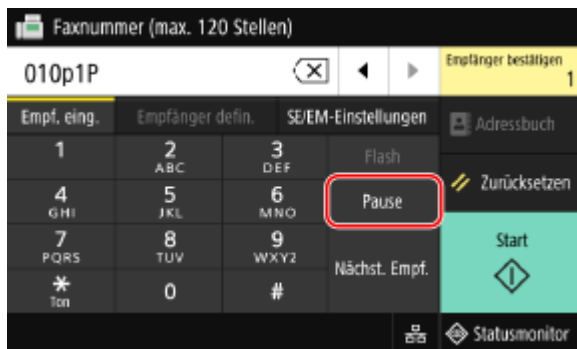 Faxnummer (max. 120 Stellen)
010p1P
Empfänger bestätigen
1
Empf. eing.
Empfänger defin.
SE/EM-Einstellungen
Adressbuch
1
2
ABC
3
DEF
Flash
4
GHI
5
JKL
6
MNO
Pause
Zurücksetzen
7
PQRS
8
TUV
9
WXYZ
Nächst. Empf.
Start
*
Ton
0
#
Statusmonitor